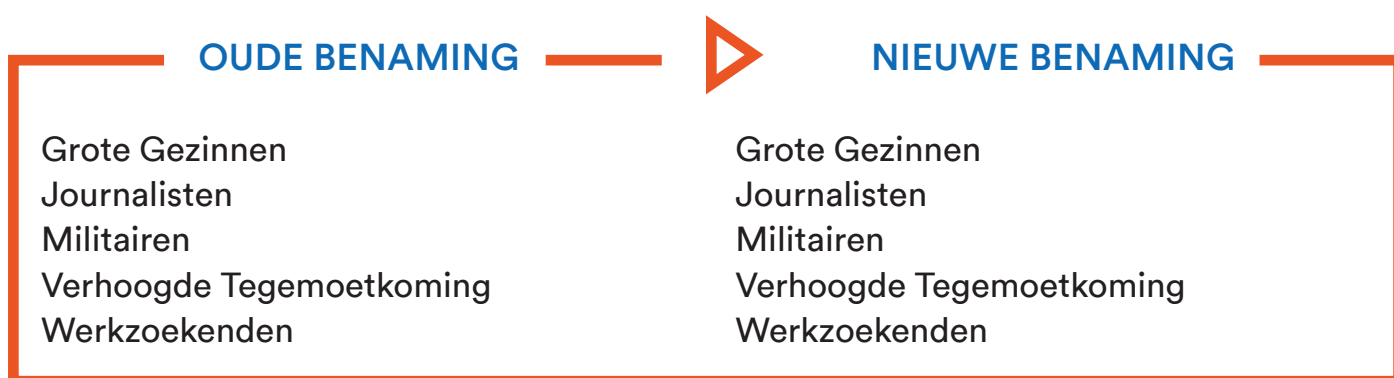 OUDE BENAMING
NIEUWE BENAMING
Grote Gezinnen
Journalisten
Militairen
Verhoogde Tegemoetkoming
Werkzoekenden
Grote Gezinnen
Journalisten
Militairen
Verhoogde Tegemoetkoming
Werkzoekenden